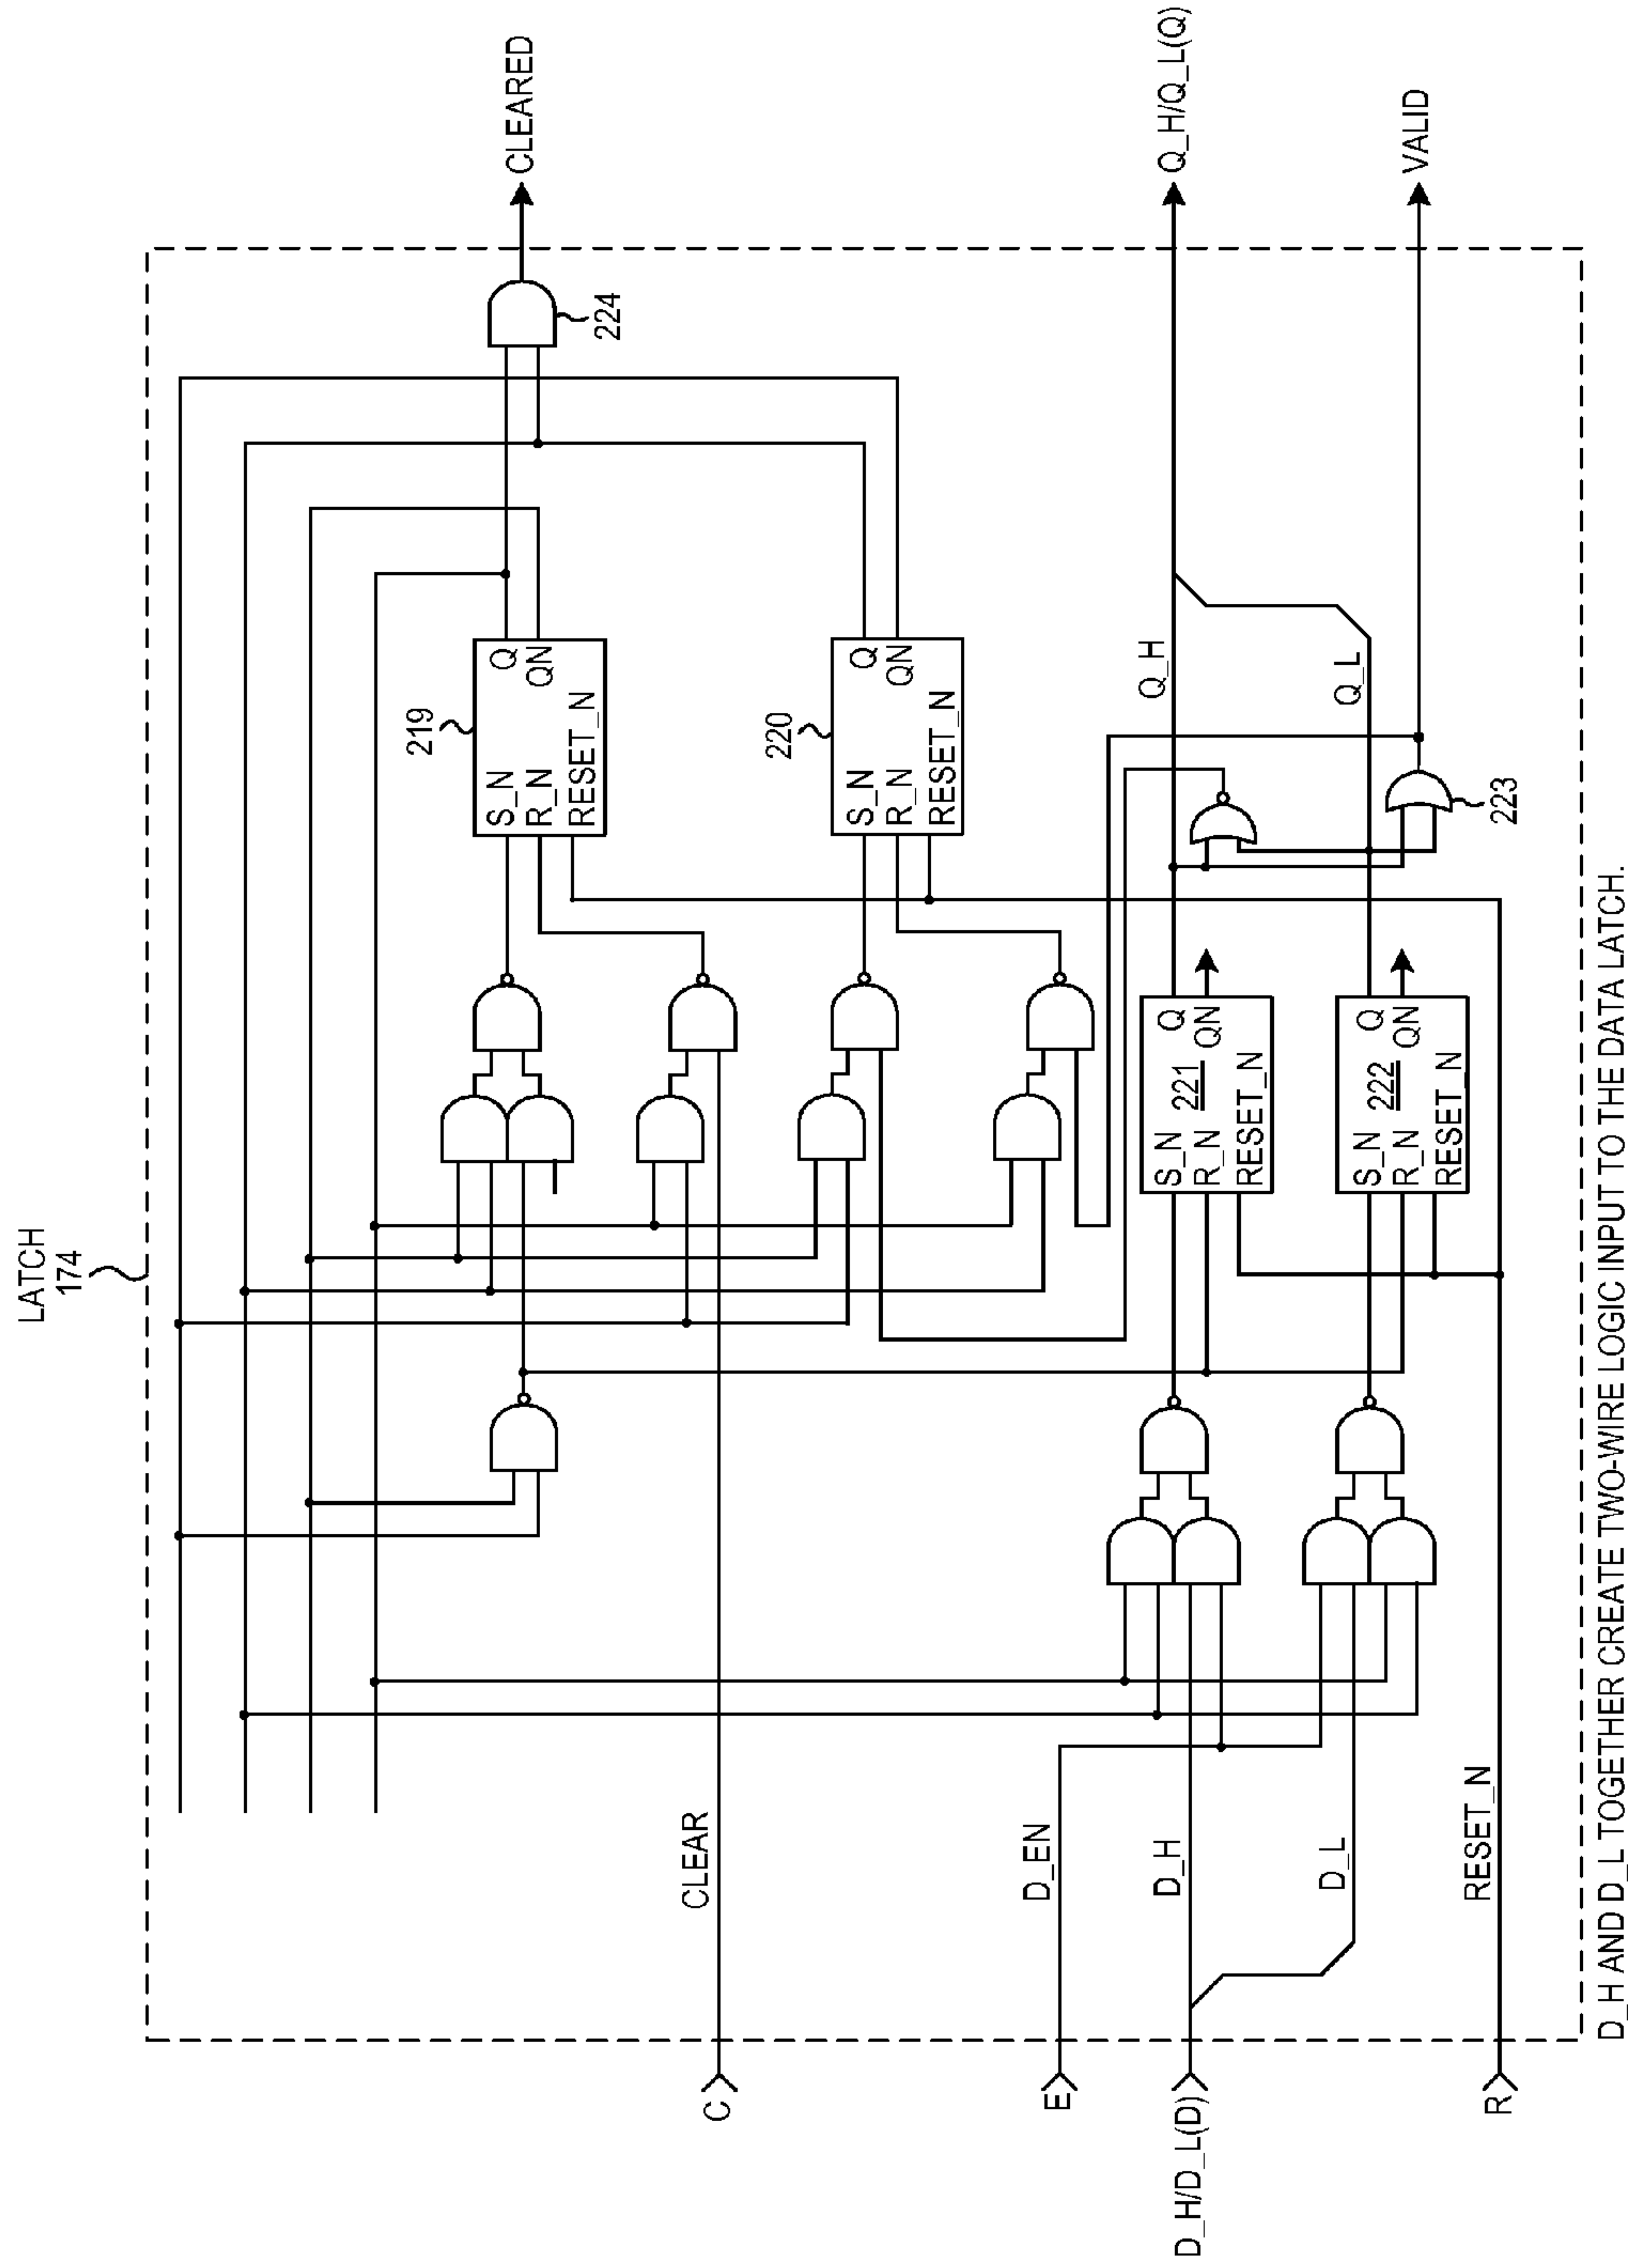 LATCH
174
CLEARED
224
219
S_N
R_N
RESET_N
Q
QN
220
S_N
R_N
RESET_N
Q
QN
C
CLEAR
E
D_EN
D_H/D_L(D)
D_H
D_L
R
RESET_N
S_N
R_N
RESET_N
221
Q
QN
S_N
R_N
RESET_N
222
Q
QN
Q_H
Q_L
223
Q_H/Q_L(Q)
VALID
D_H AND D_L TOGETHER CREATE TWO-WIRE LOGIC INPUT TO THE DATA LATCH.